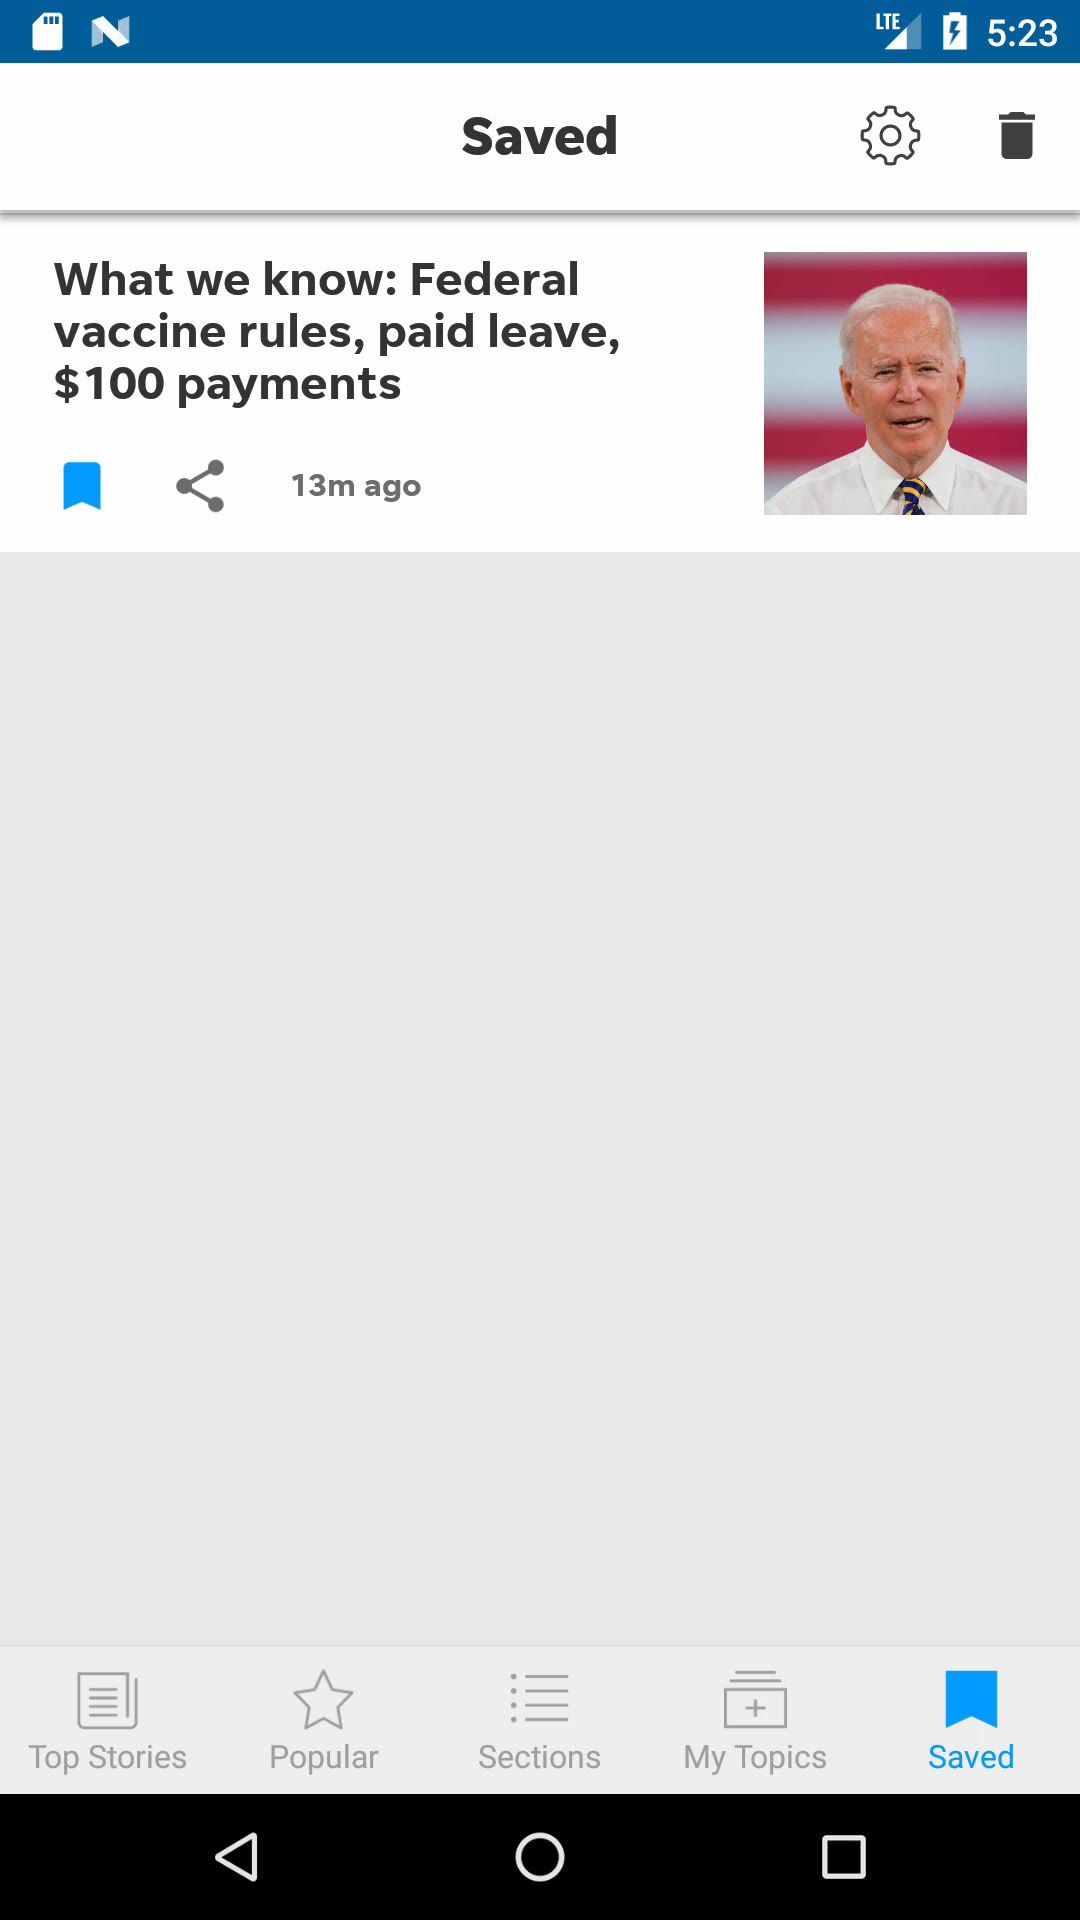 LTE
5:23
Saved
What we know: Federal
vaccine rules, paid leave,
$100 payments
13m ago
Top Stories
Popular
Sections
My Topics
Saved